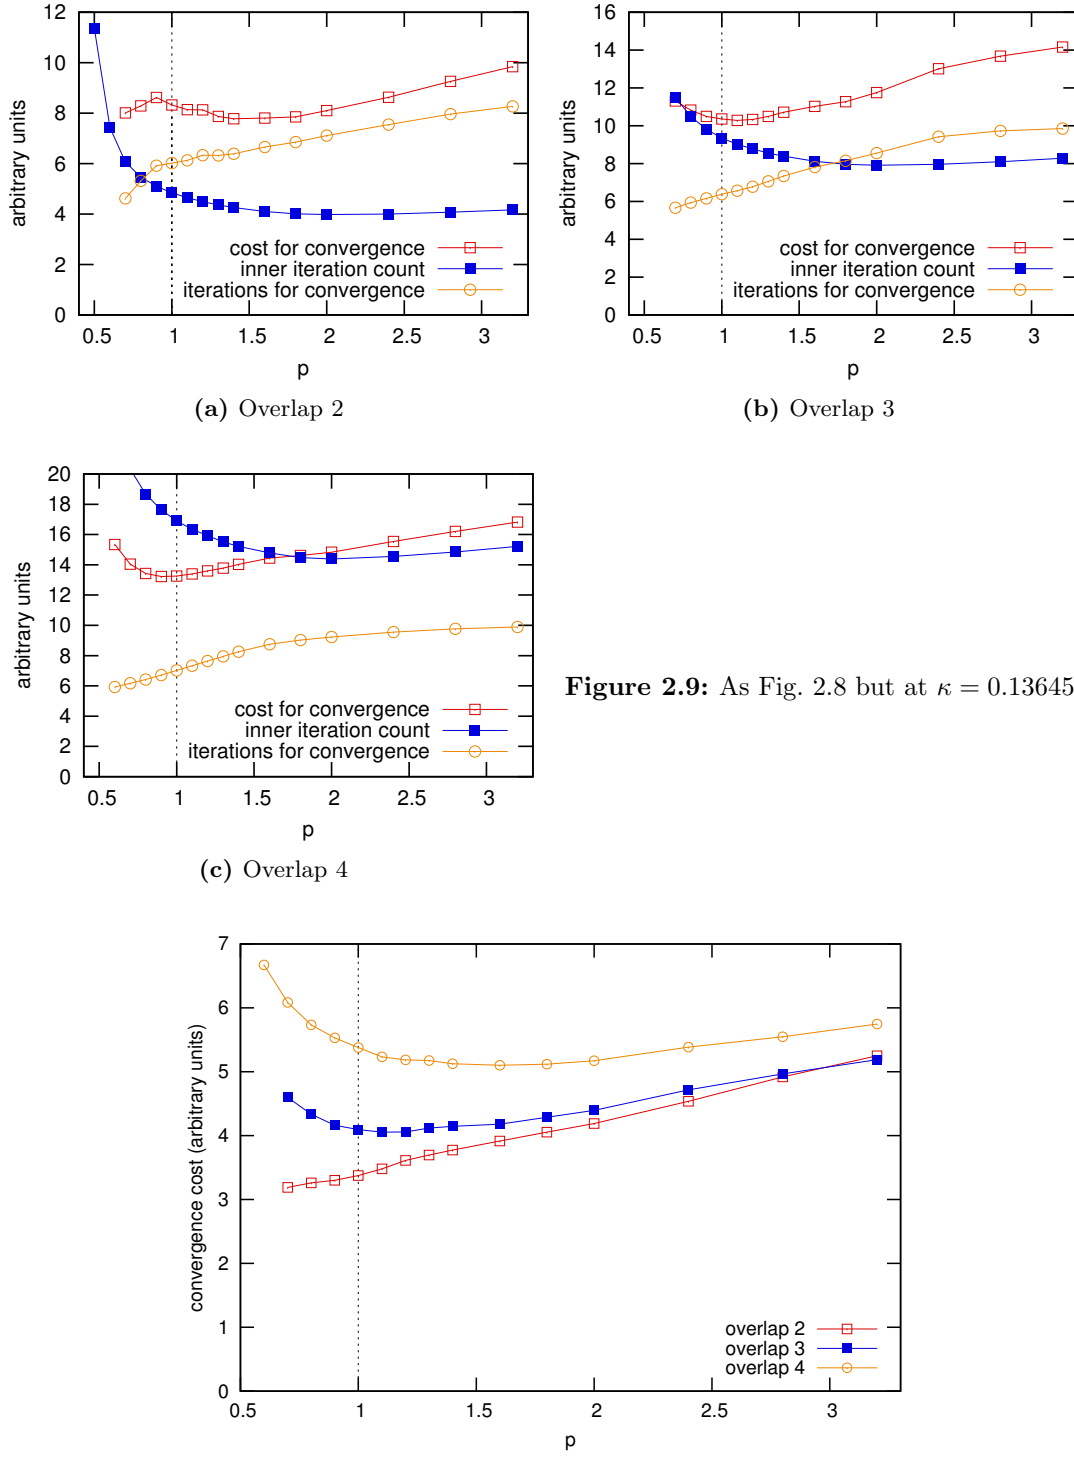 12
10
8
6
4
2
0
arbitrary units
cost for convergence
inner iteration count
iterations for convergence
0.5 1 1.5 2 2.5 3
p
(a) Overlap 2
16
14
12
10
8
6
4
2
0
arbitrary units
cost for convergence
inner iteration count
iterations for convergence
0.5 1 1.5 2 2.5 3
p
(b) Overlap 3
20
18
16
14
12
10
8
6
4
2
0
arbitrary units
cost for convergence
inner iteration count
iterations for convergence
0.5 1 1.5 2 2.5 3
p
(c) Overlap 4
Figure 2.9: As Fig. 2.8 but at κ = 0.13645
7
6
5
4
3
2
1
0
convergence cost (arbitrary units)
overlap 2
overlap 3
overlap 4
0.5 1 1.5 2 2.5 3
p